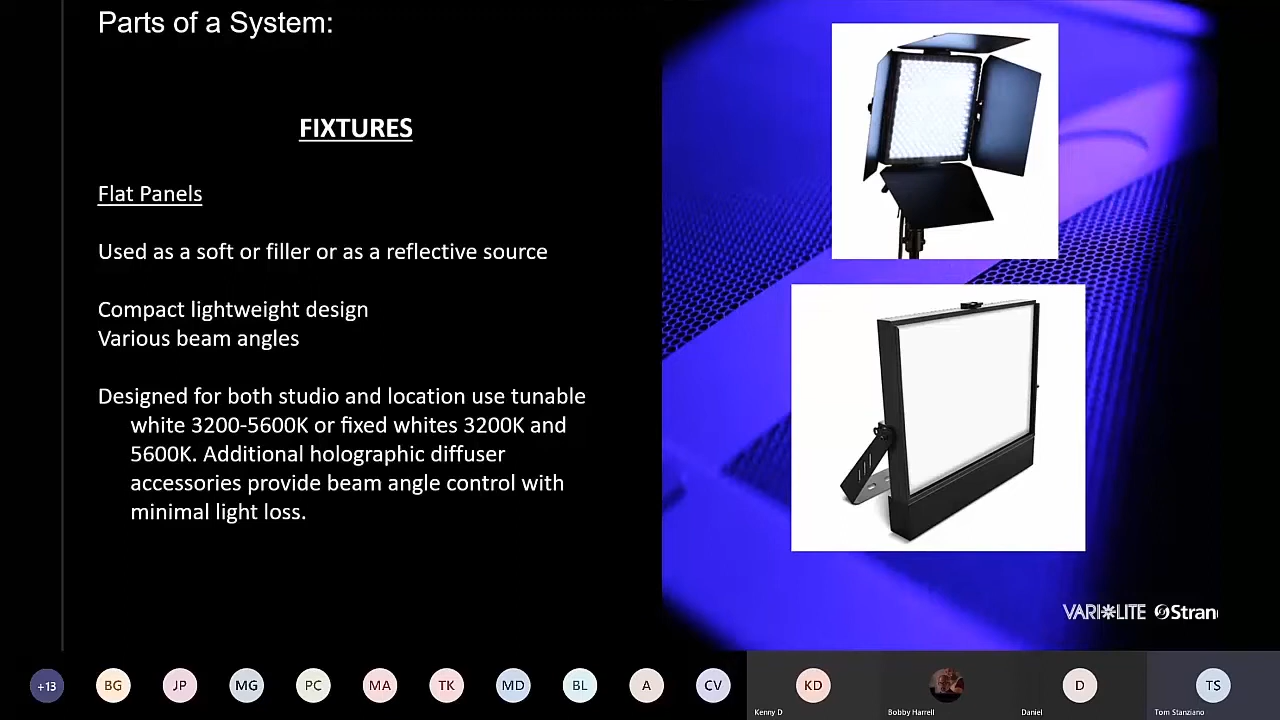 Parts of a System:
FIXTURES
Flat Panels
Used as a soft or filler or as a reflective source
Compact lightweight design
Various beam angles
Designed for both studio and location use tunable
white 3200-5600K or fixed whites 3200K and
5600K. Additional holographic diffuser
accessories provide beam angle control with
minimal light loss.
VARI LITE Stran
+13 BG JP MG PC MA TK MD BL A CV KD D TS
Kenny D Bobby Harrell Daniel Tom Stanziano